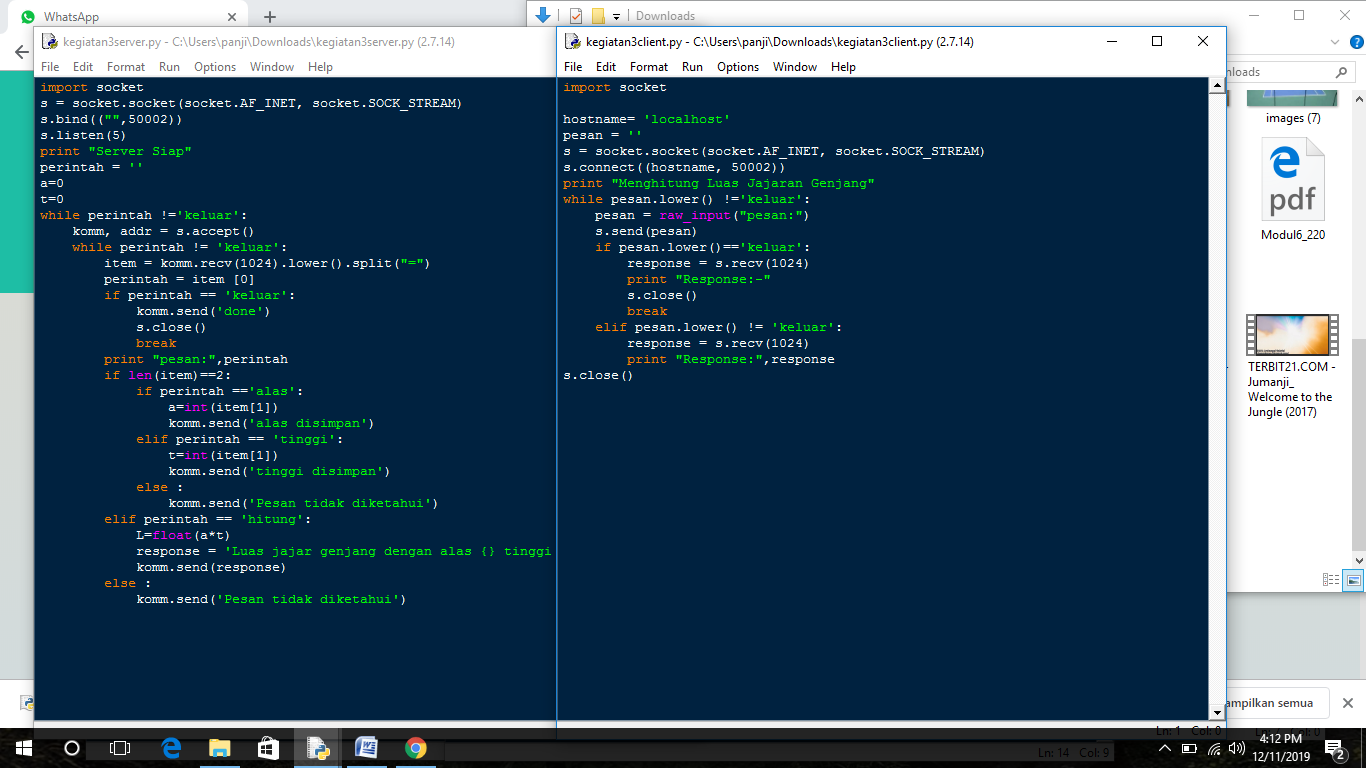 WhatsApp
Downloads
kegiatan3server.py - C:\Users\panji\Downloads\kegiatan3server.py (2.7.14)
File Edit Format Run Options Window Help
import socket
s = socket.socket(socket.AF_INET, socket.SOCK_STREAM)
s.bind(("",50002))
s.listen(5)
print "Server Siap"
perintah = ''
a=0
t=0
while perintah !='keluar':
    komm, addr = s.accept()
    while perintah != 'keluar':
        item = komm.recv(1024).lower().split("=")
        perintah = item [0]
        if perintah == 'keluar':
            komm.send('done')
            s.close()
            break
        print "pesan:",perintah
        if len(item)==2:
            if perintah =='alas':
                a=int(item[1])
                komm.send('alas disimpan')
            elif perintah == 'tinggi':
                t=int(item[1])
                komm.send('tinggi disimpan')
            else :
                komm.send('Pesan tidak diketahui')
        elif perintah == 'hitung':
            L=float(a*t)
            response = 'Luas jajar genjang dengan alas {} tinggi
            komm.send(response)
        else :
            komm.send('Pesan tidak diketahui')
kegiatan3client.py - C:\Users\panji\Downloads\kegiatan3client.py (2.7.14)
File Edit Format Run Options Window Help
import socket
hostname= 'localhost'
pesan = ''
s = socket.socket(socket.AF_INET, socket.SOCK_STREAM)
s.connect((hostname, 50002))
print "Menghitung Luas Jajaran Genjang"
while pesan.lower() !='keluar':
    pesan = raw_input("pesan:")
    s.send(pesan)
    if pesan.lower()=='keluar':
        response = s.recv(1024)
        print "Response:-"
        s.close()
        break
    elif pesan.lower() != 'keluar':
        response = s.recv(1024)
        print "Response:",response
s.close()
Ln: 1 Col: 0
Ln: 14 Col: 9
nloads
images (7)
pdf
Modul6_220
TERBIT21.COM -
Jumanji_
Welcome to the
Jungle (2017)
ampilkan semua
4:12 PM
12/11/2019
2